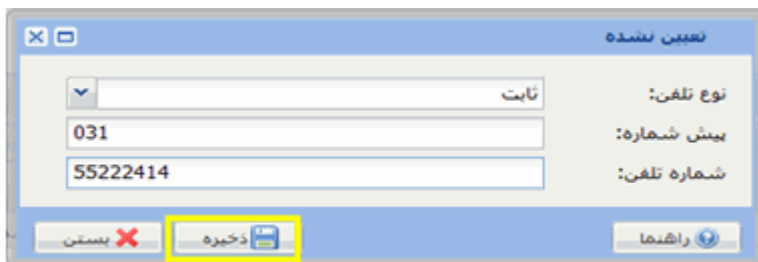 تعیین نشده
نوع تلفن: ثابت
پیش شماره: 031
شماره تلفن: 55222414
راهنما ذخیره بستن